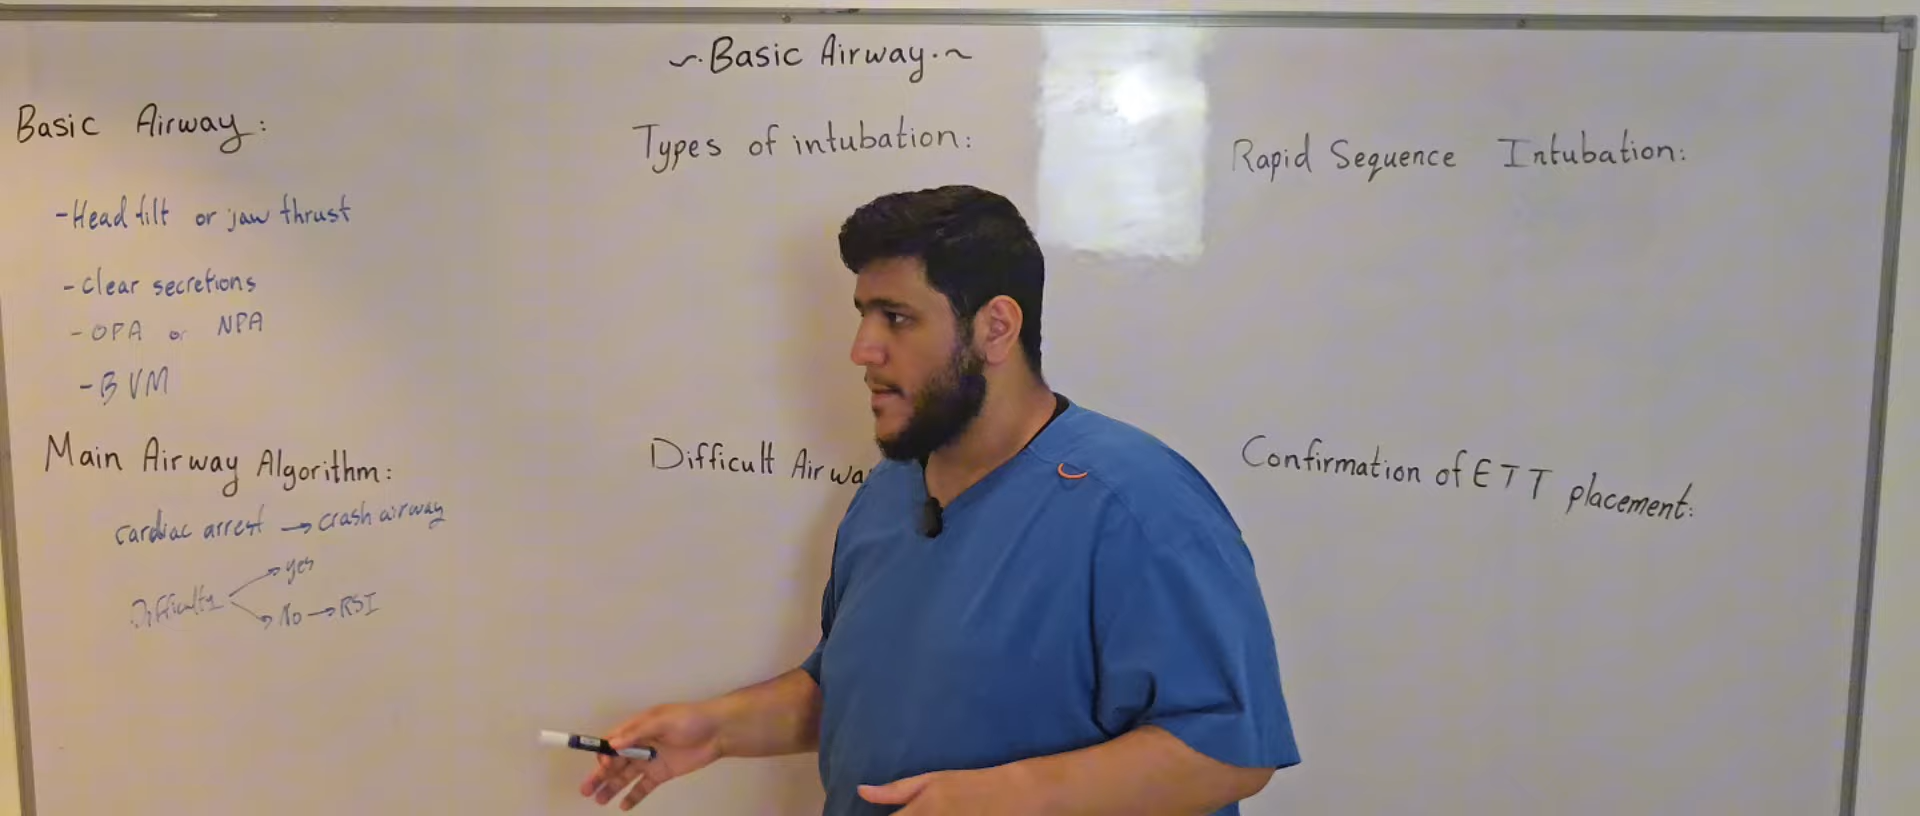 ~ Basic Airway ~
Basic Airway:
- Head tilt or jaw thrust
- clear secretions
- OPA or NPA
- BVM
Main Airway Algorithm:
cardiac arrest → crash airway
Difficulty → yes
→ No → RSI
Types of intubation:
Difficult Airwa
Rapid Sequence Intubation:
Confirmation of ETT placement: